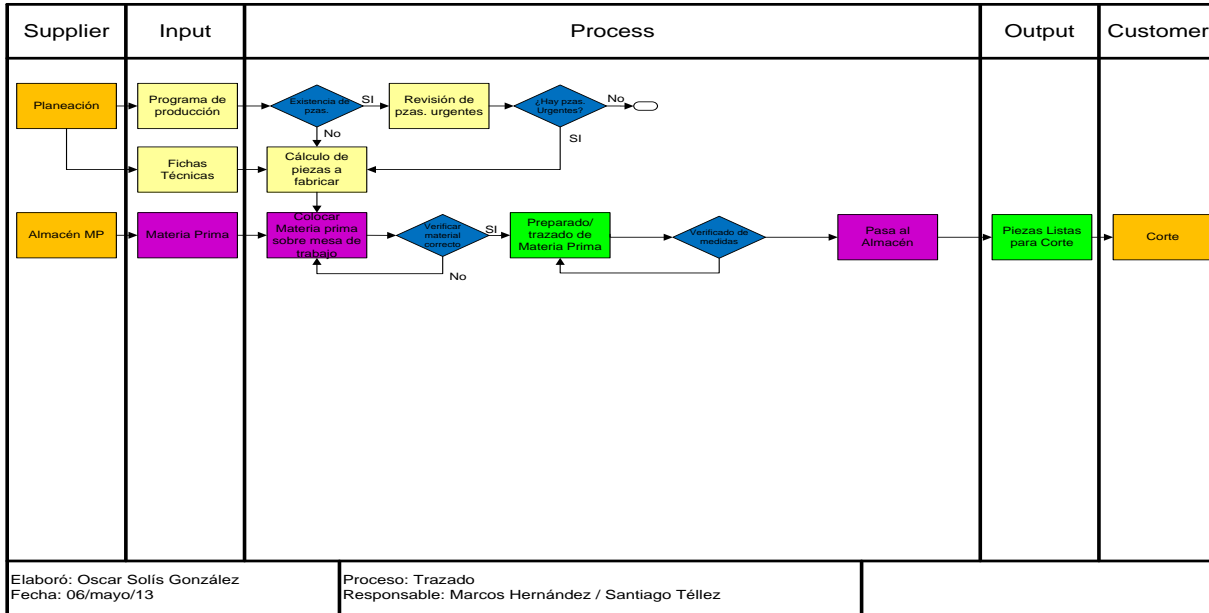 Supplier
Input
Process
Output
Customer
Planeación
Programa de
producción
Existencia de
pzas.
SI
Revisión de
pzas. urgentes
¿Hay pzas.
Urgentes?
No
No
SI
Fichas
Técnicas
Cálculo de
piezas a
fabricar
Almacén MP
Materia Prima
Colocar
Materia prima
sobre mesa de
trabajo
Verificar
material
correcto
SI
No
Preparado/
trazado de
Materia Prima
Verificado de
medidas
Pasa al
Almacén
Piezas Listas
para Corte
Corte
Elaboró: Oscar Solís González
Fecha: 06/mayo/13
Proceso: Trazado
Responsable: Marcos Hernández / Santiago Téllez